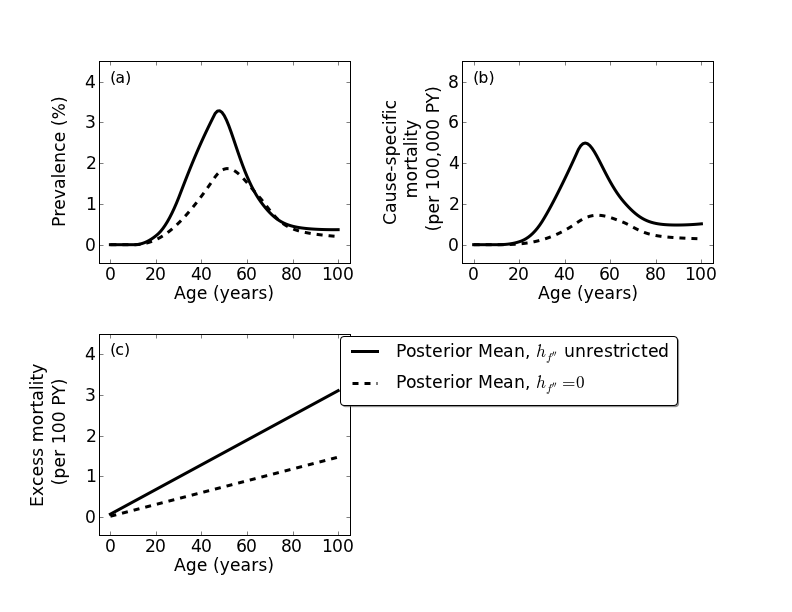 (a)
Prevalence (%)
4
3
2
1
0
0 20 40 60 80 100
Age (years)
(b)
Cause-specific
mortality
(per 100,000 PY)
8
6
4
2
0
0 20 40 60 80 100
Age (years)
(c)
Excess mortality
(per 100 PY)
4
3
2
1
0
0 20 40 60 80 100
Age (years)
Posterior Mean, h_{f''} unrestricted
Posterior Mean, h_{f''} = 0